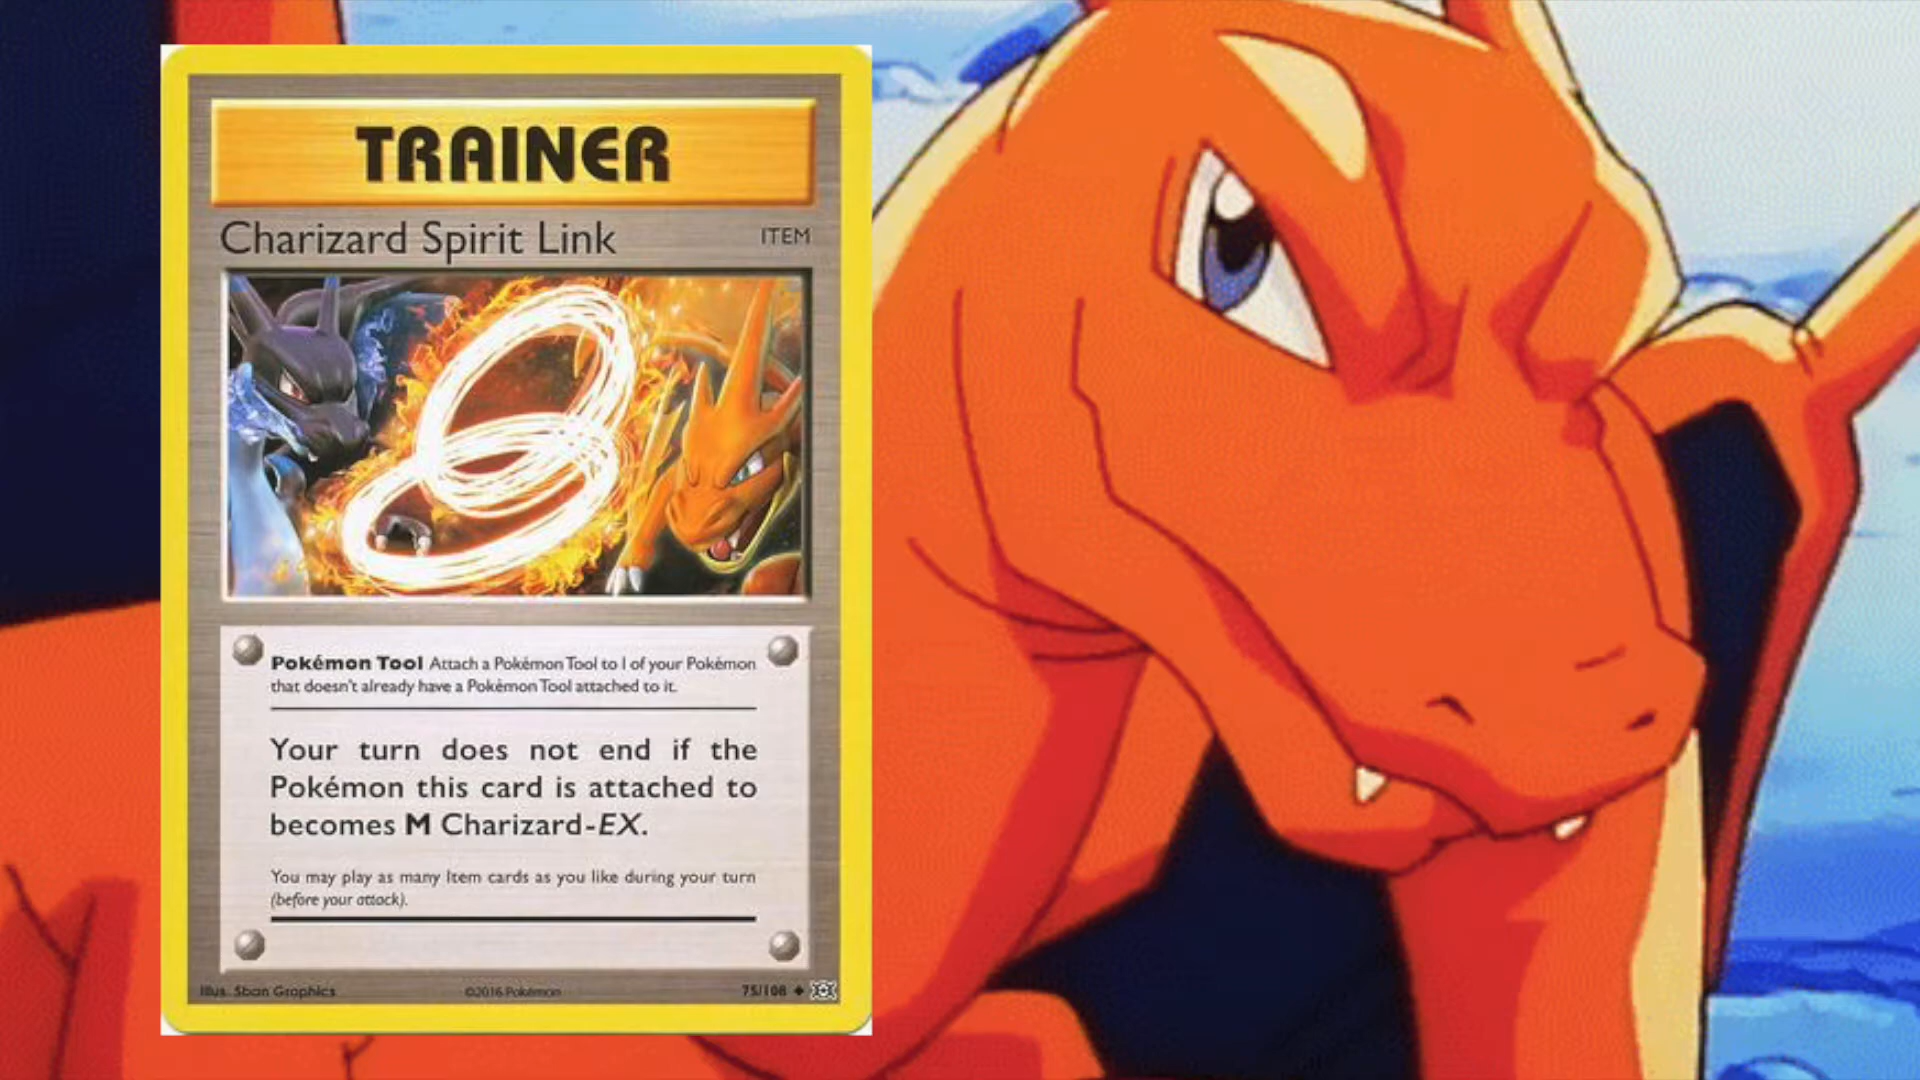 TRAINER
Charizard Spirit Link ITEM
Pokémon Tool Attach a Pokémon Tool to 1 of your Pokémon
that doesn't already have a Pokémon Tool attached to it.
Your turn does not end if the
Pokémon this card is attached to
becomes M Charizard-EX.
You may play as many Item cards as you like during your turn
(before your attack).
Illus. 5ban Graphics ©2016 Pokémon 75/108